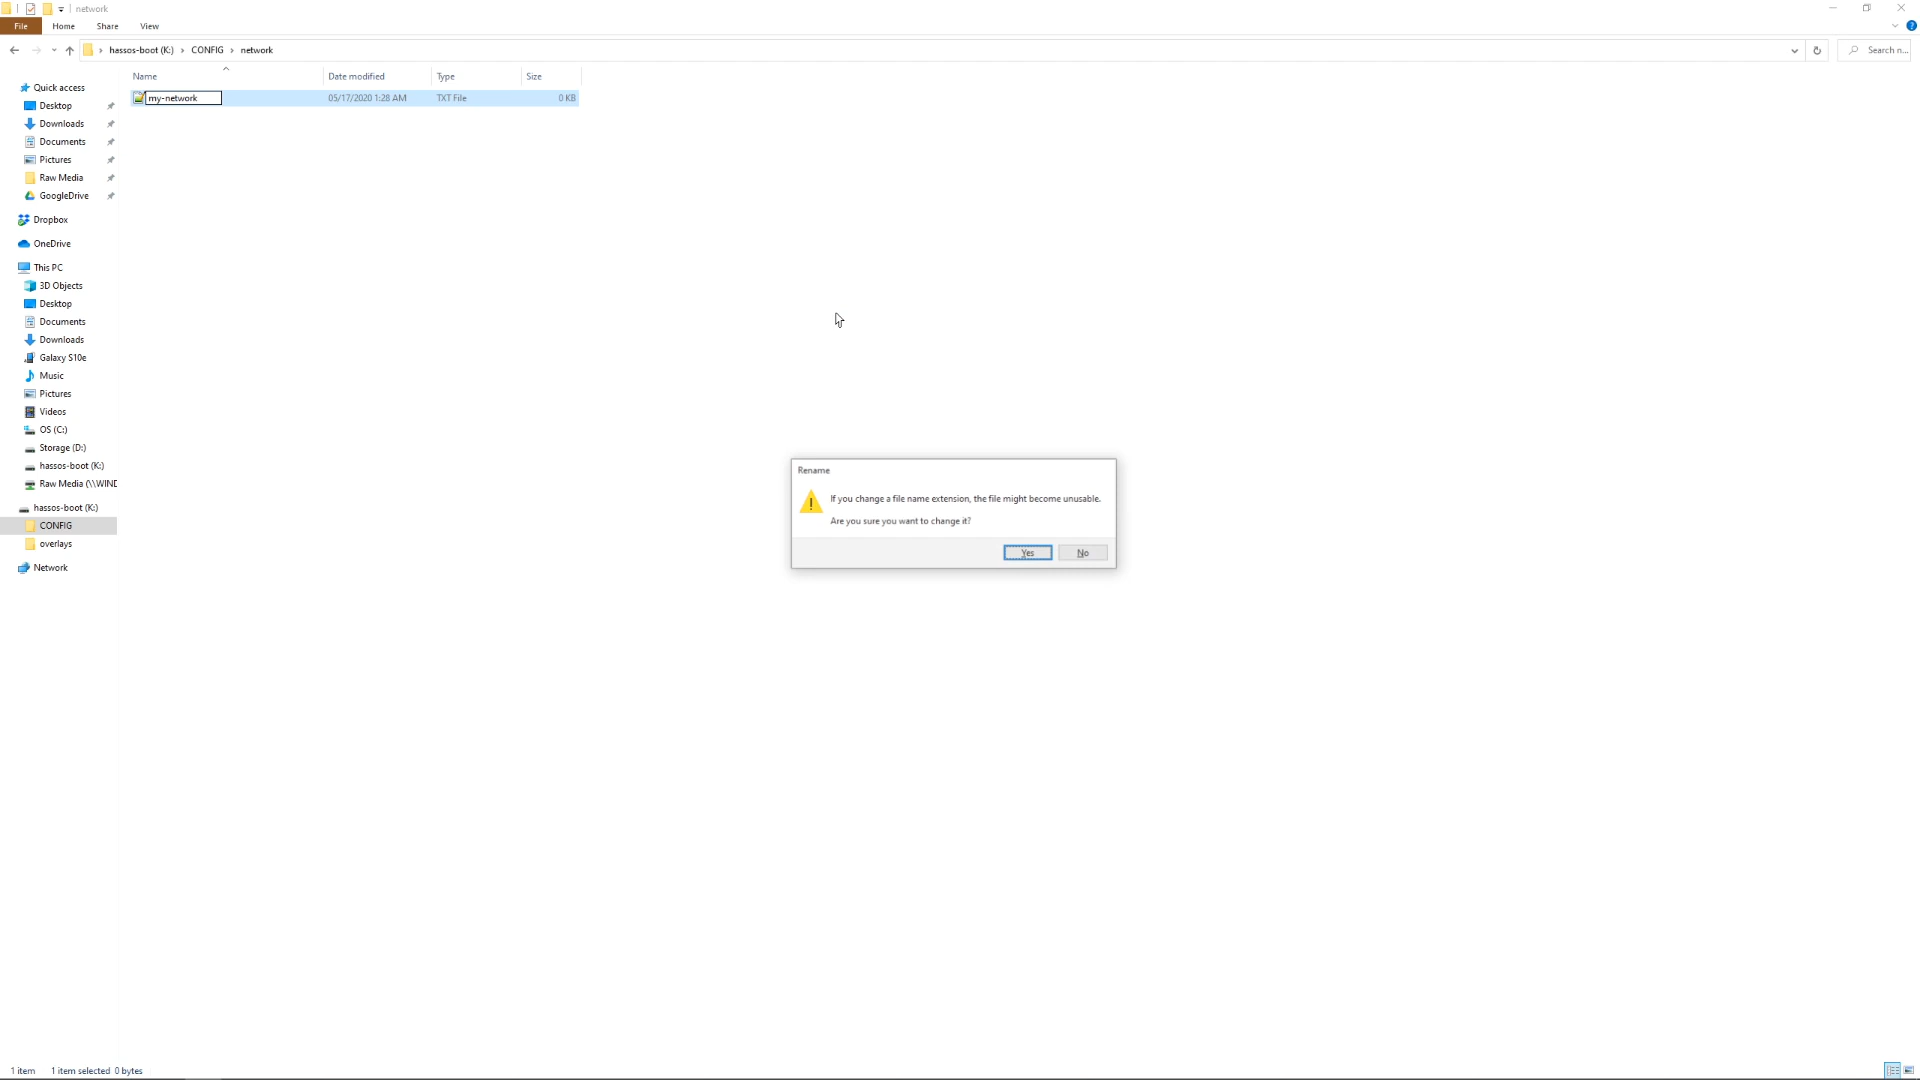 network
File Home Share View
hassos-boot (K:) › CONFIG › network
Search n...
Name Date modified Type Size
my-network 05/17/2020 1:28 AM TXT File 0 KB
Quick access
Desktop
Downloads
Documents
Pictures
Raw Media
GoogleDrive
Dropbox
OneDrive
This PC
3D Objects
Desktop
Documents
Downloads
Galaxy S10e
Music
Pictures
Videos
OS (C:)
Storage (D:)
hassos-boot (K:)
Raw Media (\\WIND
hassos-boot (K:)
CONFIG
overlays
Network
Rename
If you change a file name extension, the file might become unusable.
Are you sure you want to change it?
Yes No
1 item 1 item selected 0 bytes